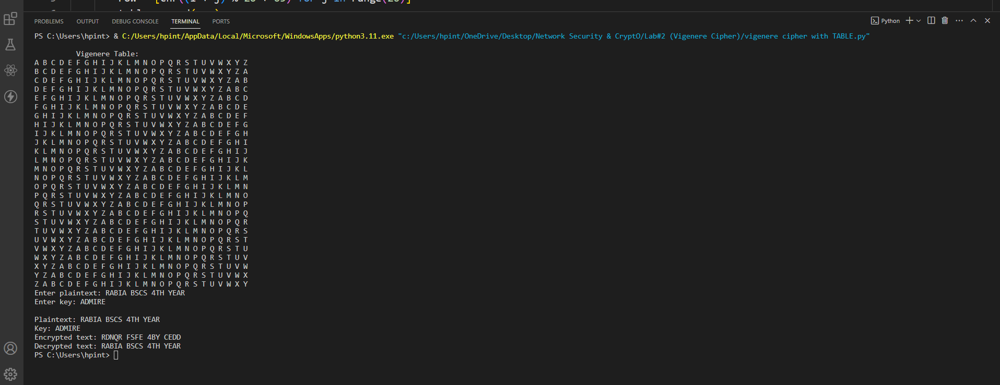 PROBLEMS OUTPUT DEBUG CONSOLE TERMINAL PORTS Python
PS C:\Users\hpint> & C:/Users/hpint/AppData/Local/Microsoft/WindowsApps/python3.11.exe "c:/Users/hpint/OneDrive/Desktop/Network Security & CryptO/Lab#2 (Vigenere Cipher)/vigenere cipher with TABLE.py"
Vigenere Table:
A B C D E F G H I J K L M N O P Q R S T U V W X Y Z
B C D E F G H I J K L M N O P Q R S T U V W X Y Z A
C D E F G H I J K L M N O P Q R S T U V W X Y Z A B
D E F G H I J K L M N O P Q R S T U V W X Y Z A B C
E F G H I J K L M N O P Q R S T U V W X Y Z A B C D
F G H I J K L M N O P Q R S T U V W X Y Z A B C D E
G H I J K L M N O P Q R S T U V W X Y Z A B C D E F
H I J K L M N O P Q R S T U V W X Y Z A B C D E F G
I J K L M N O P Q R S T U V W X Y Z A B C D E F G H
J K L M N O P Q R S T U V W X Y Z A B C D E F G H I
K L M N O P Q R S T U V W X Y Z A B C D E F G H I J
L M N O P Q R S T U V W X Y Z A B C D E F G H I J K
M N O P Q R S T U V W X Y Z A B C D E F G H I J K L
N O P Q R S T U V W X Y Z A B C D E F G H I J K L M
O P Q R S T U V W X Y Z A B C D E F G H I J K L M N
P Q R S T U V W X Y Z A B C D E F G H I J K L M N O
Q R S T U V W X Y Z A B C D E F G H I J K L M N O P
R S T U V W X Y Z A B C D E F G H I J K L M N O P Q
S T U V W X Y Z A B C D E F G H I J K L M N O P Q R
T U V W X Y Z A B C D E F G H I J K L M N O P Q R S
U V W X Y Z A B C D E F G H I J K L M N O P Q R S T
V W X Y Z A B C D E F G H I J K L M N O P Q R S T U
W X Y Z A B C D E F G H I J K L M N O P Q R S T U V
X Y Z A B C D E F G H I J K L M N O P Q R S T U V W
Y Z A B C D E F G H I J K L M N O P Q R S T U V W X
Z A B C D E F G H I J K L M N O P Q R S T U V W X Y
Enter plaintext: RABIA BSCS 4TH YEAR
Enter key: ADMIRE
Plaintext: RABIA BSCS 4TH YEAR
Key: ADMIRE
Encrypted text: RDNQR FSFE 4BY CEDD
Decrypted text: RABIA BSCS 4TH YEAR
PS C:\Users\hpint>